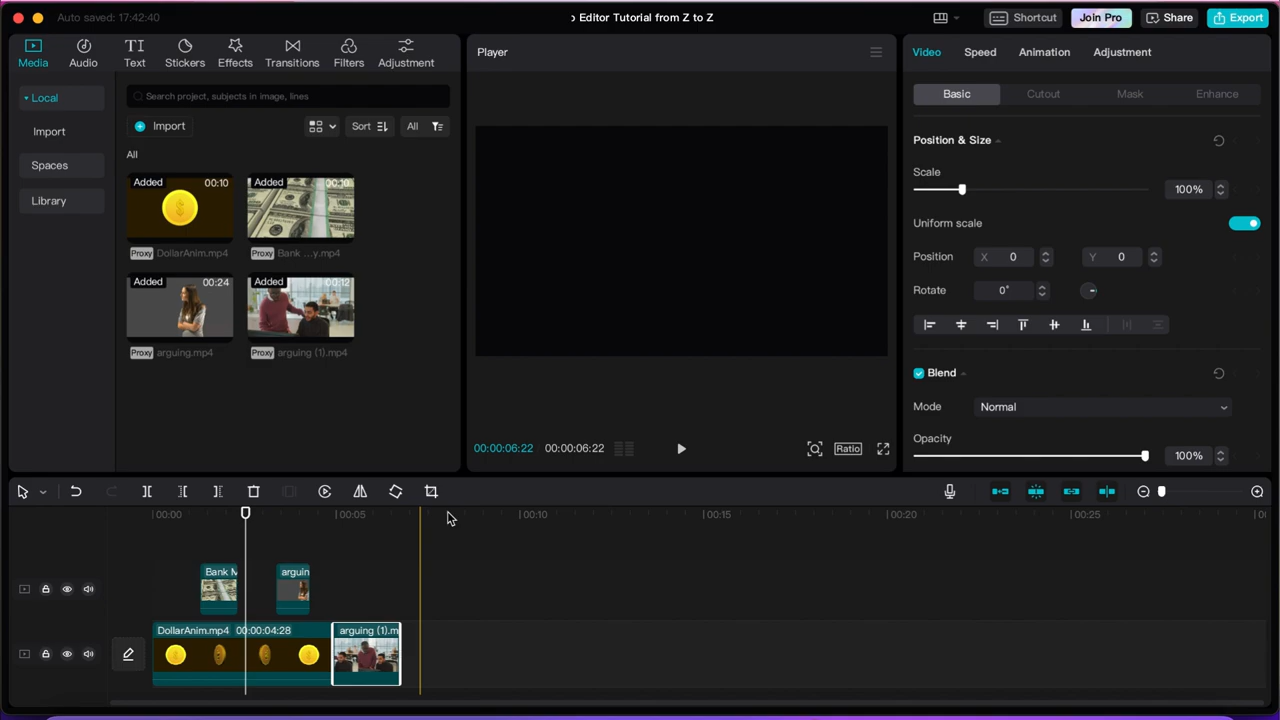 Auto saved: 17:42:40
Editor Tutorial from Z to Z
Shortcut
Join Pro
Share
Export
Media
Audio
Text
Stickers
Effects
Transitions
Filters
Adjustment
Local
Import
Spaces
Library
Search project, subjects in image, lines
Import
Sort
All
All
Added 00:10
Proxy DollarAnim.mp4
Added 00:10
Proxy Bank ...y.mp4
Added 00:24
Proxy arguing.mp4
Added 00:12
Proxy arguing (1).mp4
Player
00:00:06:22
00:00:06:22
Ratio
Video
Speed
Animation
Adjustment
Basic
Cutout
Mask
Enhance
Position & Size
Scale
100%
Uniform scale
Position X 0 Y 0
Rotate 0°
Blend
Mode Normal
Opacity
100%
00:00
00:05
00:10
00:15
00:20
00:25
Bank M
arguin
DollarAnim.mp4 00:00:04:28
arguing (1).m